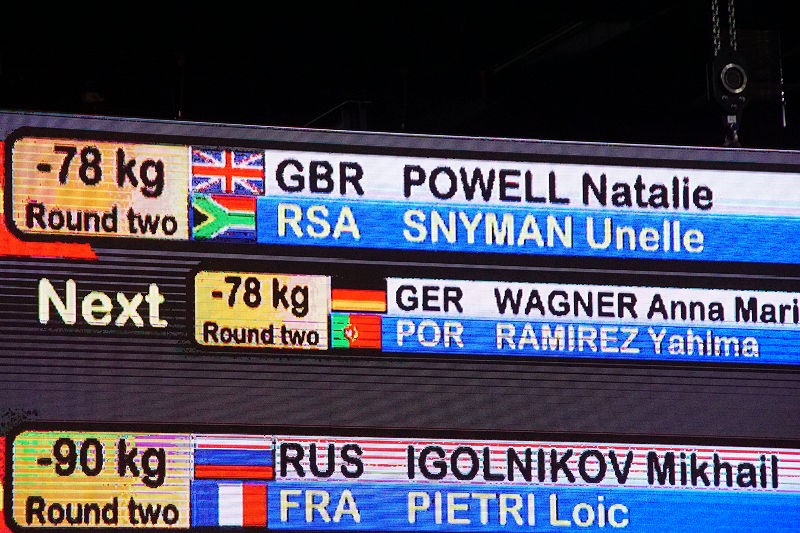 -78 kg GBR POWELL Natalie
Round two RSA SNYMAN Unelle
Next -78 kg GER WAGNER Anna Mari
Round two POR RAMIREZ Yahima
-90 kg RUS IGOLNIKOV Mikhail
Round two FRA PIETRI Loic